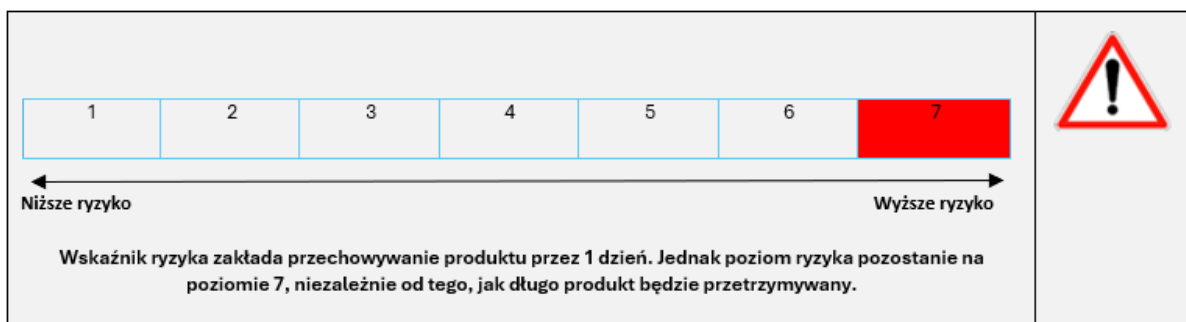 1 2 3 4 5 6 7
Niższe ryzyko Wyższe ryzyko
Wskaźnik ryzyka zakłada przechowywanie produktu przez 1 dzień. Jednak poziom ryzyka pozostanie na
poziomie 7, niezależnie od tego, jak długo produkt będzie przetrzymywany.